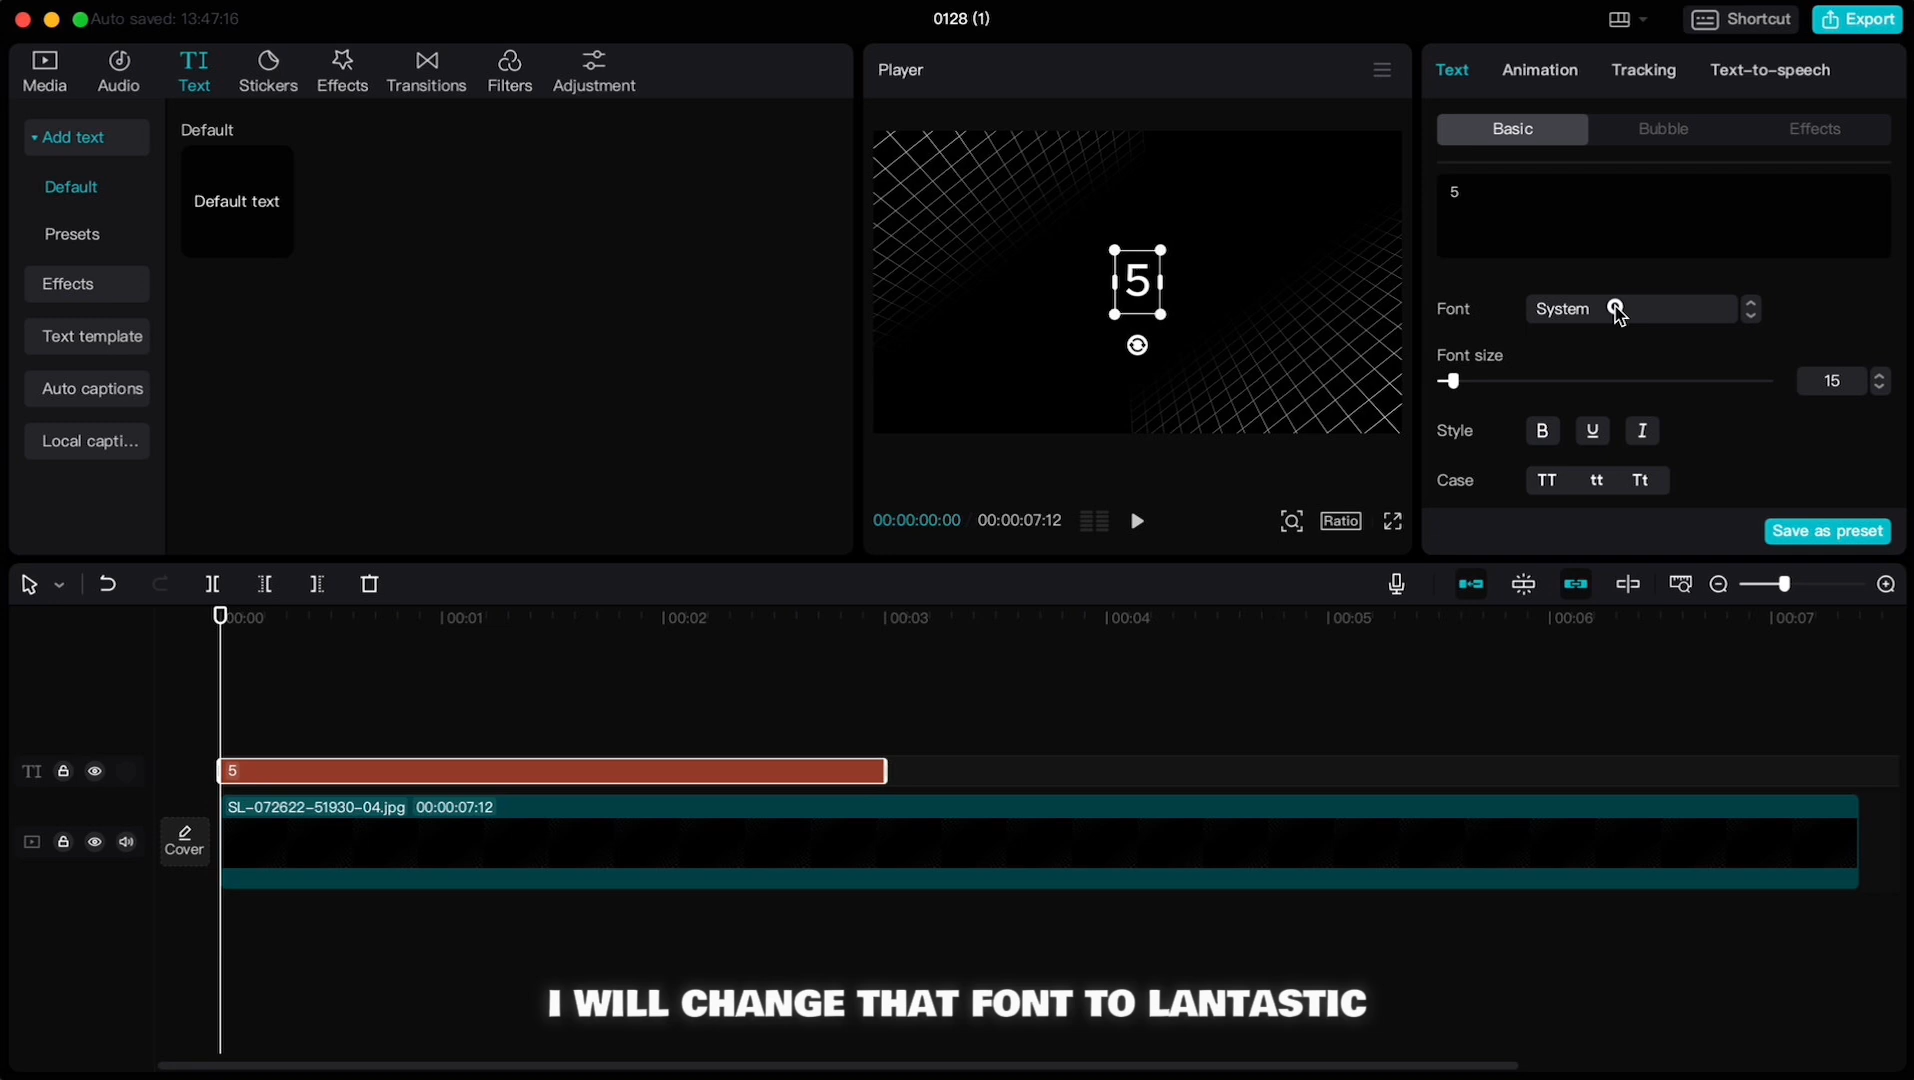 Auto saved: 13:47:16
0128 (1)
Shortcut
Export
Media
Audio
TI
Text
Stickers
Effects
Transitions
Filters
Adjustment
Add text
Default
Presets
Effects
Text template
Auto captions
Local capti...
Default
Default text
Player
5
00:00:00:00
00:00:07:12
Ratio
Text
Animation
Tracking
Text-to-speech
Basic
Bubble
Effects
5
Font
System
Font size
15
Style
B
U
I
Case
TT
tt
Tt
Save as preset
00:00
00:01
00:02
00:03
00:04
00:05
00:06
00:07
TI
5
SL-072622-51930-04.jpg
00:00:07:12
Cover
I WILL CHANGE THAT FONT TO LANTASTIC